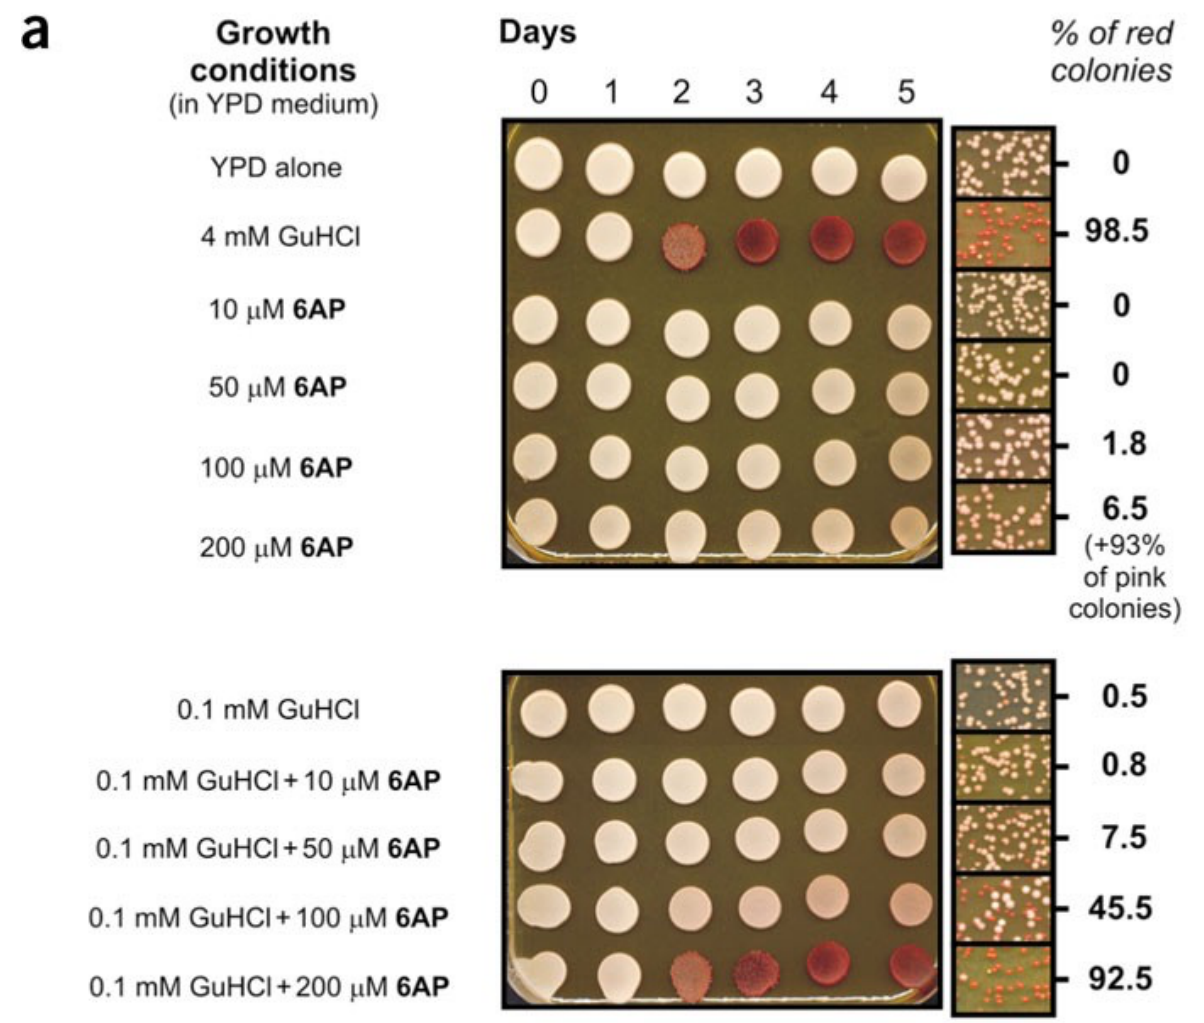 a
Growth
conditions
(in YPD medium)
Days
% of red
colonies
0 1 2 3 4 5
YPD alone
0
4 mM GuHCl
98.5
10 µM 6AP
0
50 µM 6AP
0
100 µM 6AP
1.8
200 µM 6AP
6.5
(+93%
of pink
colonies)
0.1 mM GuHCl
0.5
0.1 mM GuHCl + 10 µM 6AP
0.8
0.1 mM GuHCl + 50 µM 6AP
7.5
0.1 mM GuHCl + 100 µM 6AP
45.5
0.1 mM GuHCl + 200 µM 6AP
92.5